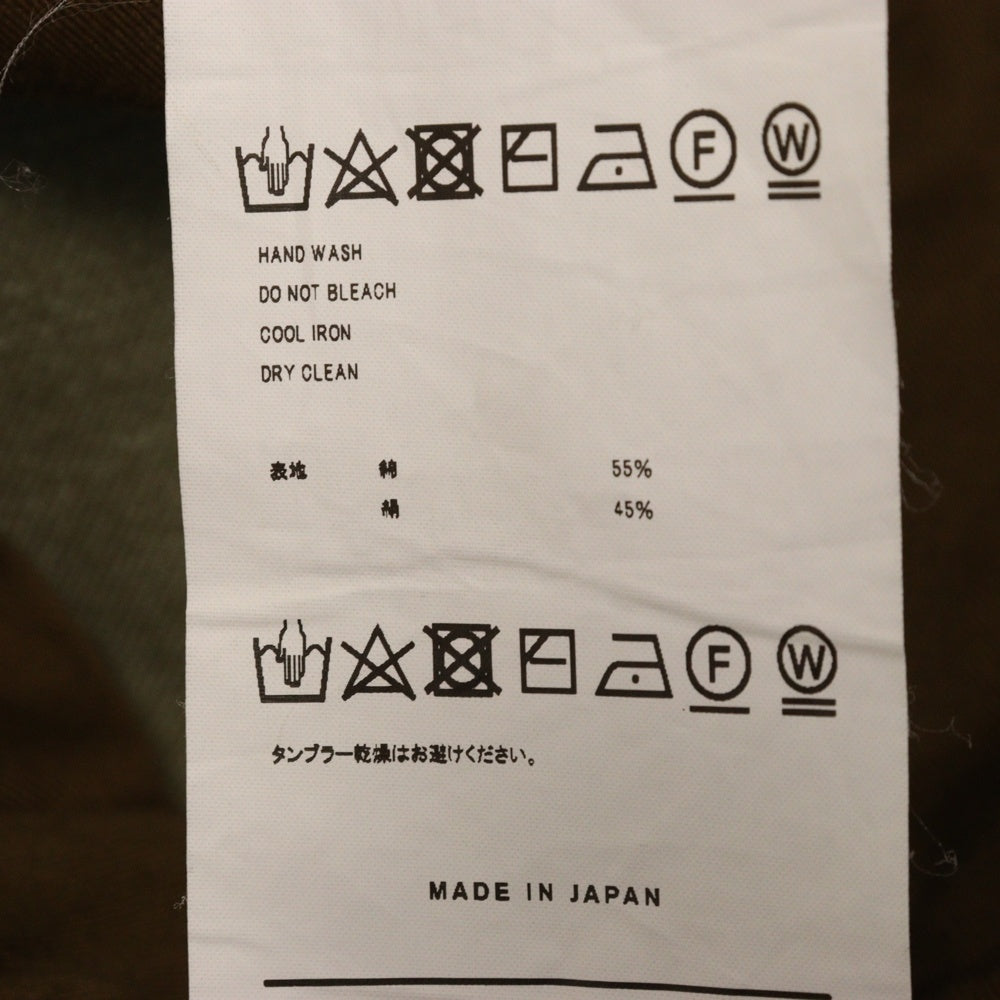 F W
HAND WASH
DO NOT BLEACH
COOL IRON
DRY CLEAN
表地 綿 55%
絹 45%
F W
タンブラー乾燥はお避けください。
MADE IN JAPAN